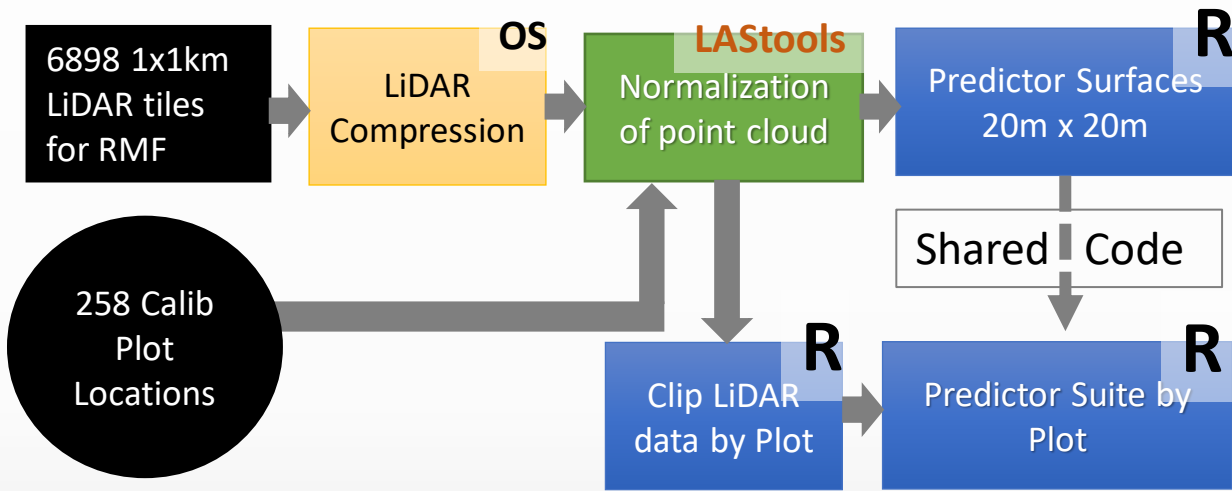 6898 1x1km
LiDAR tiles
for RMF
OS
LiDAR
Compression
LAStools
Normalization
of point cloud
R
Predictor Surfaces
20m x 20m
Shared Code
258 Calib
Plot
Locations
R
Clip LiDAR
data by Plot
R
Predictor Suite by
Plot